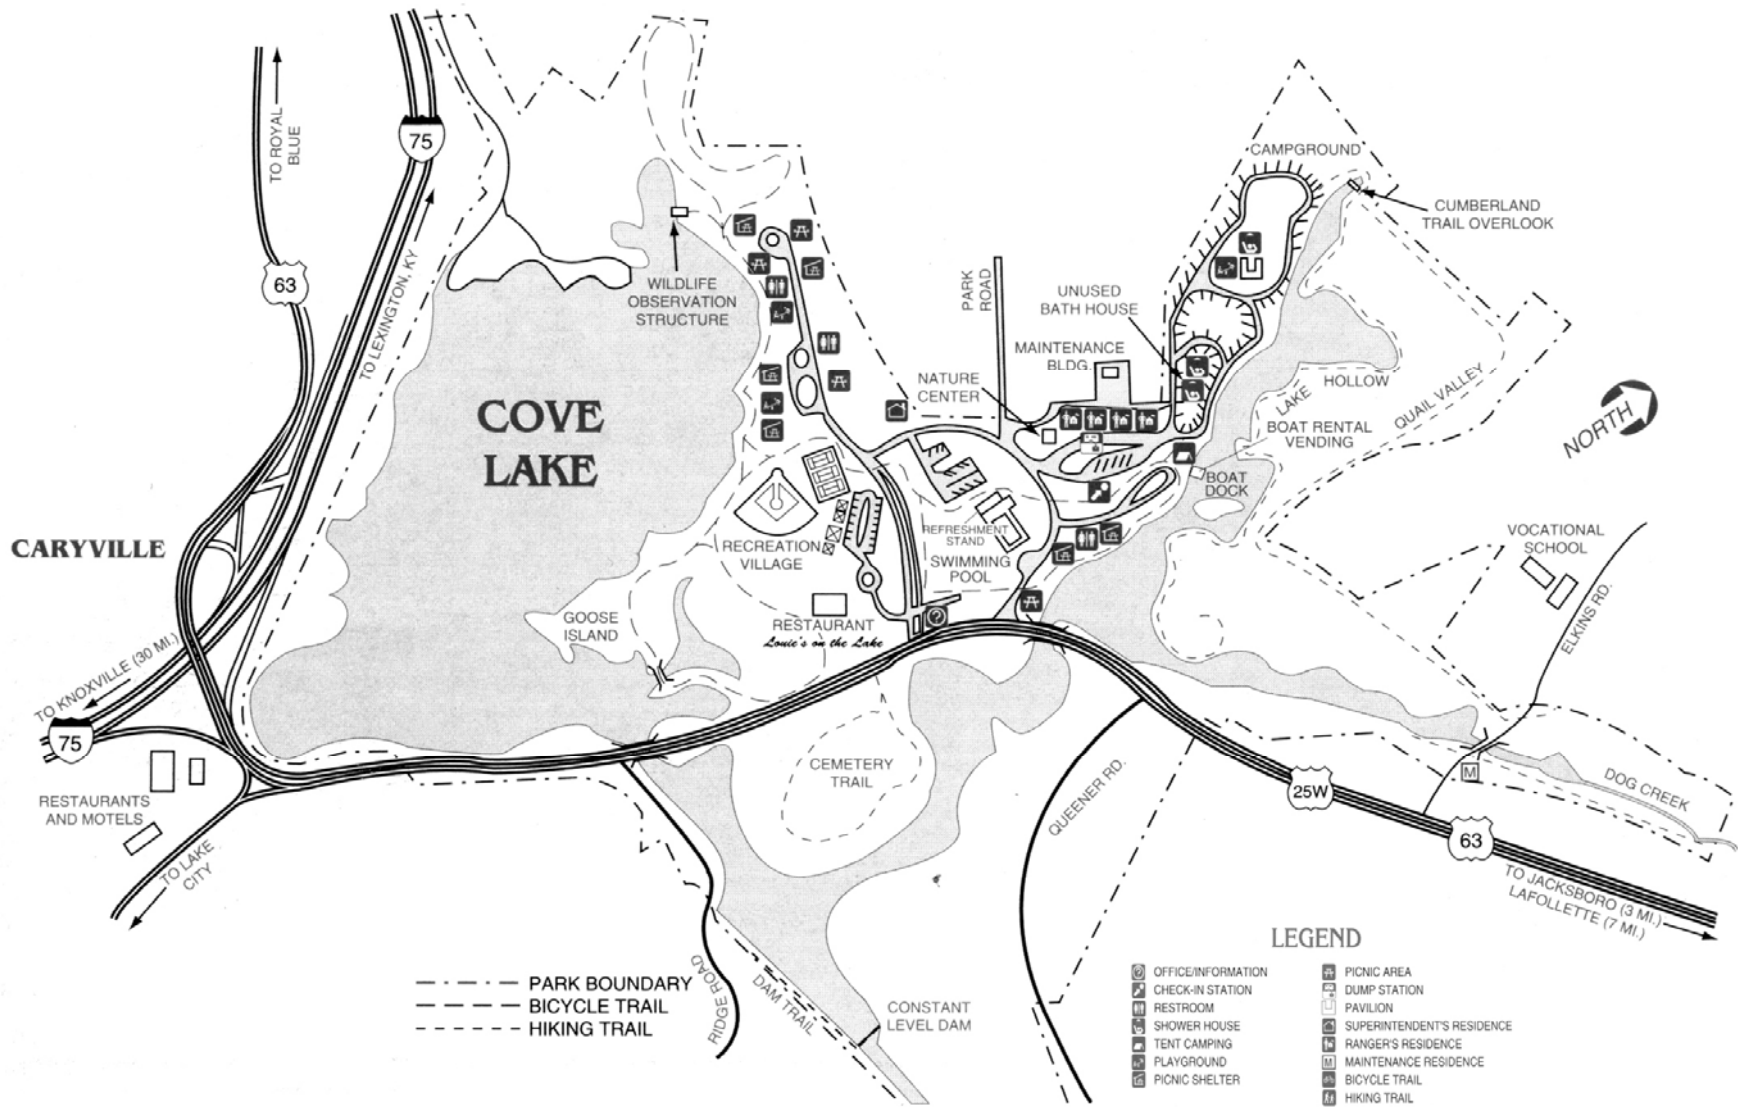 TO ROYAL
BLUE
75
63
TO LEXINGTON, KY
CAMPGROUND
CUMBERLAND
TRAIL OVERLOOK
WILDLIFE
OBSERVATION
STRUCTURE
PARK
ROAD
UNUSED
BATH HOUSE
MAINTENANCE
BLDG.
NATURE
CENTER
COVE
LAKE
LAKE
HOLLOW
QUAIL VALLEY
BOAT RENTAL
VENDING
BOAT
DOCK
NORTH
CARYVILLE
RECREATION
VILLAGE
REFRESHMENT
STAND
SWIMMING
POOL
VOCATIONAL
SCHOOL
ELKINS RD.
GOOSE
ISLAND
RESTAURANT
Louie's on the Lake
TO KNOXVILLE (30 MI.)
75
RESTAURANTS
AND MOTELS
TO LAKE
CITY
CEMETERY
TRAIL
QUEENER RD.
M
DOG CREEK
25W
63
TO JACKSBORO (3 MI.)
LAFOLLETTE (7 MI.)
RIDGE ROAD
DAM TRAIL
CONSTANT
LEVEL DAM
PARK BOUNDARY
BICYCLE TRAIL
HIKING TRAIL
LEGEND
OFFICE/INFORMATION
CHECK-IN STATION
RESTROOM
SHOWER HOUSE
TENT CAMPING
PLAYGROUND
PICNIC SHELTER
PICNIC AREA
DUMP STATION
PAVILION
SUPERINTENDENT'S RESIDENCE
RANGER'S RESIDENCE
M MAINTENANCE RESIDENCE
BICYCLE TRAIL
HIKING TRAIL